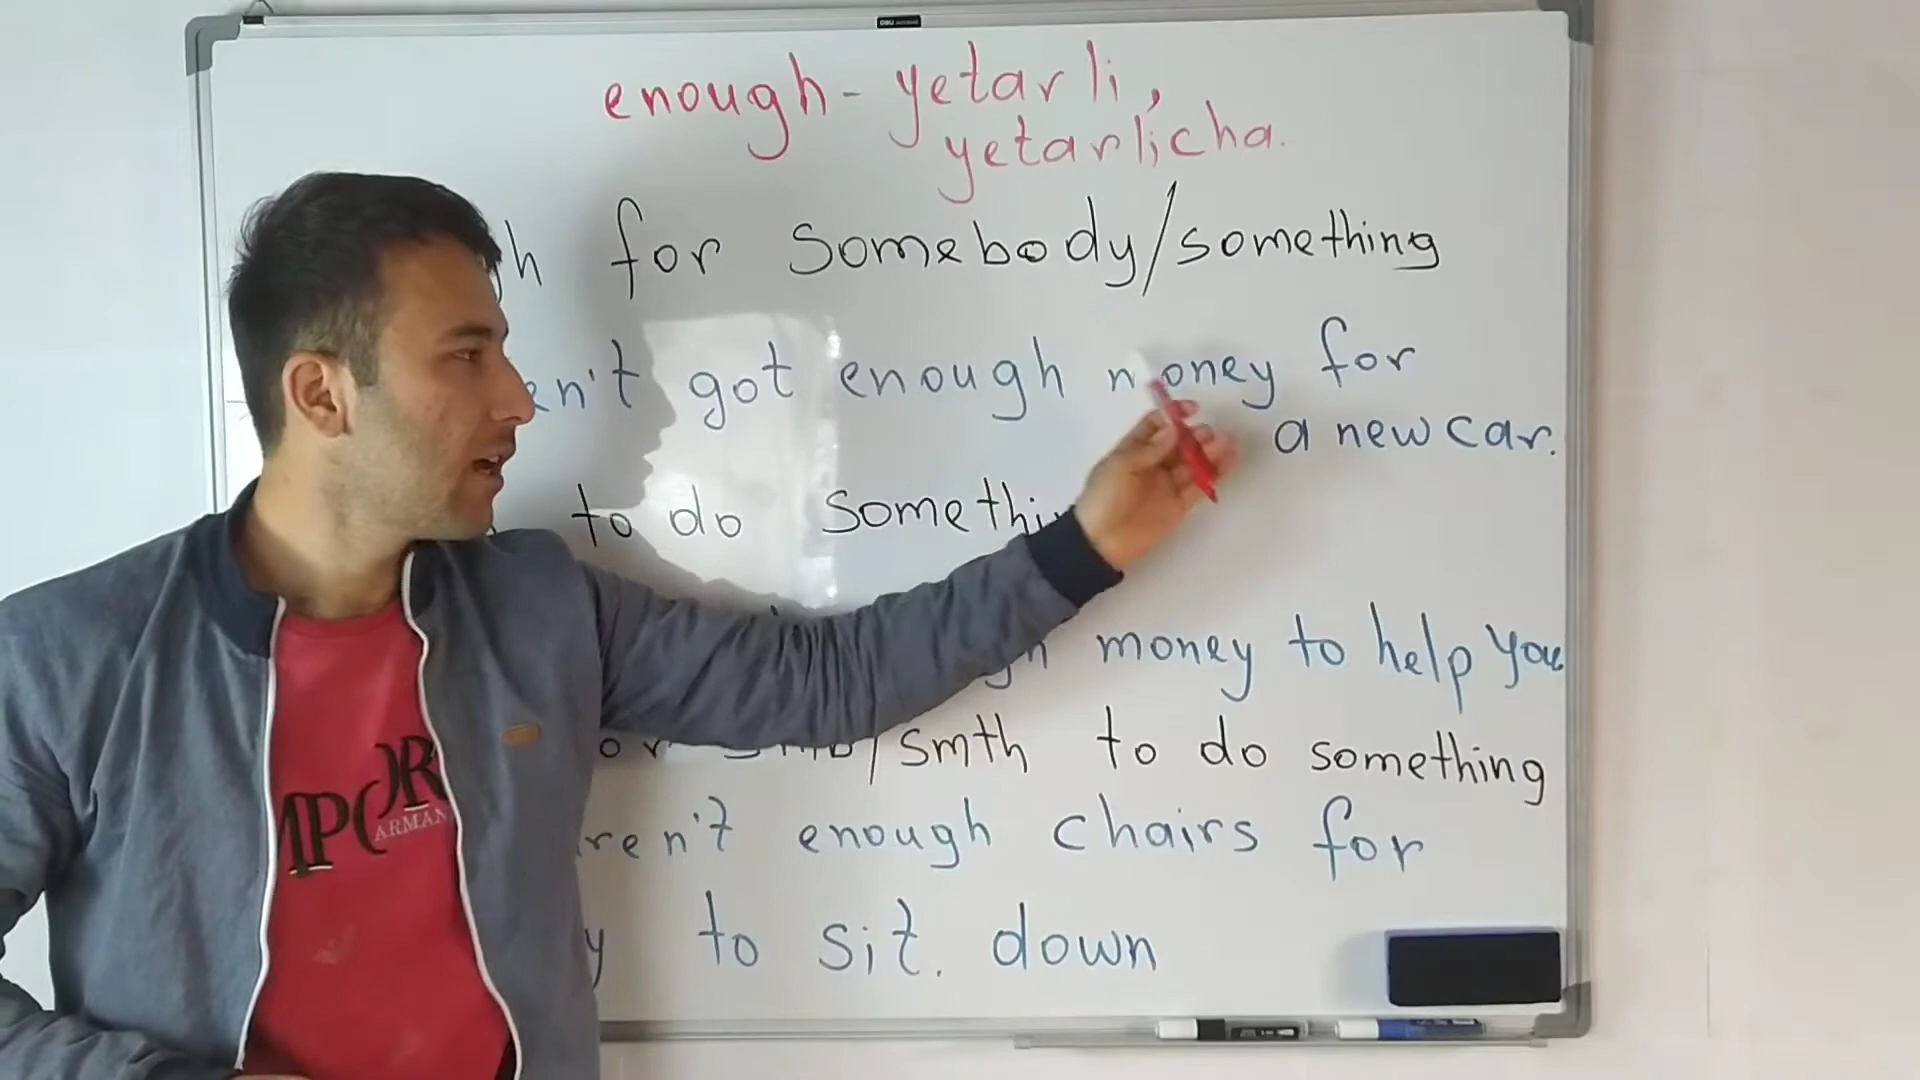 enough - yetarli,
yetarlicha.
for somebody/something
got enough money for
a new car.
to do
money to help you
smth to do something
enough chairs for
to sit. down
ARMAN